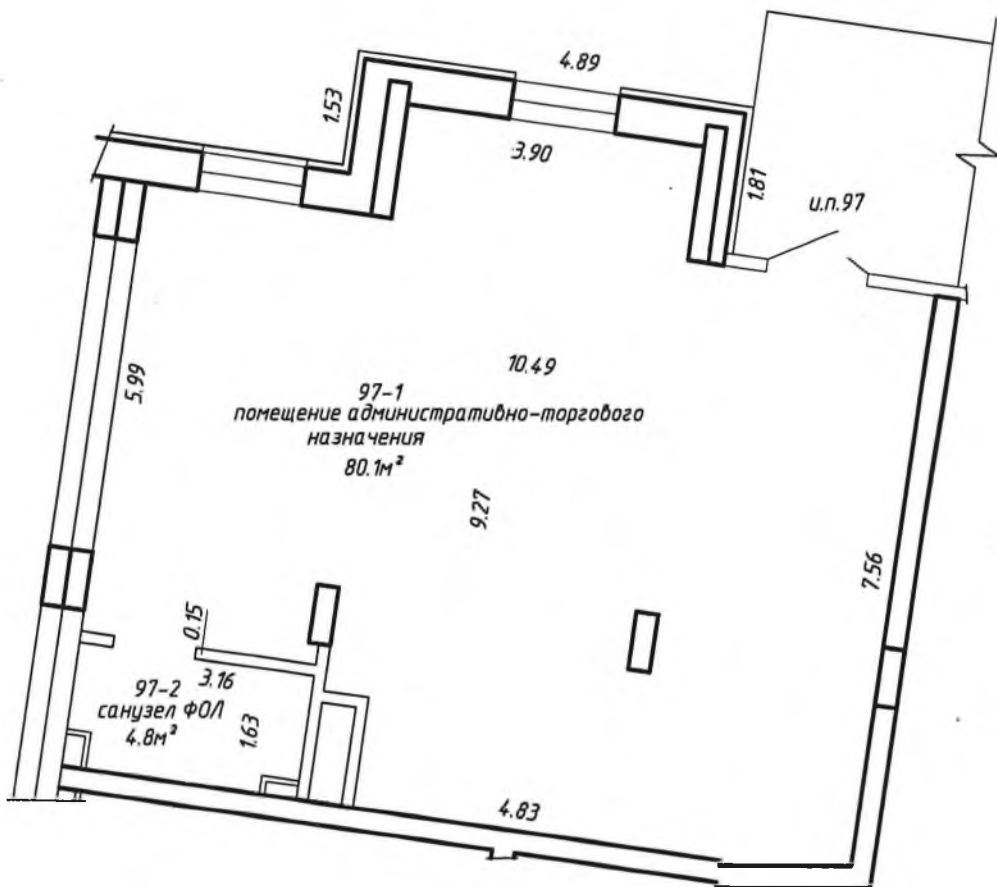 4.89
1.53
3.90
1.81
и.п.97
5.99
10.49
97-1
помещение административно-торгового
назначения
80.1м²
9.27
7.56
0.15
3.16
97-2
санузел ФОЛ
4.8м²
1.63
4.83